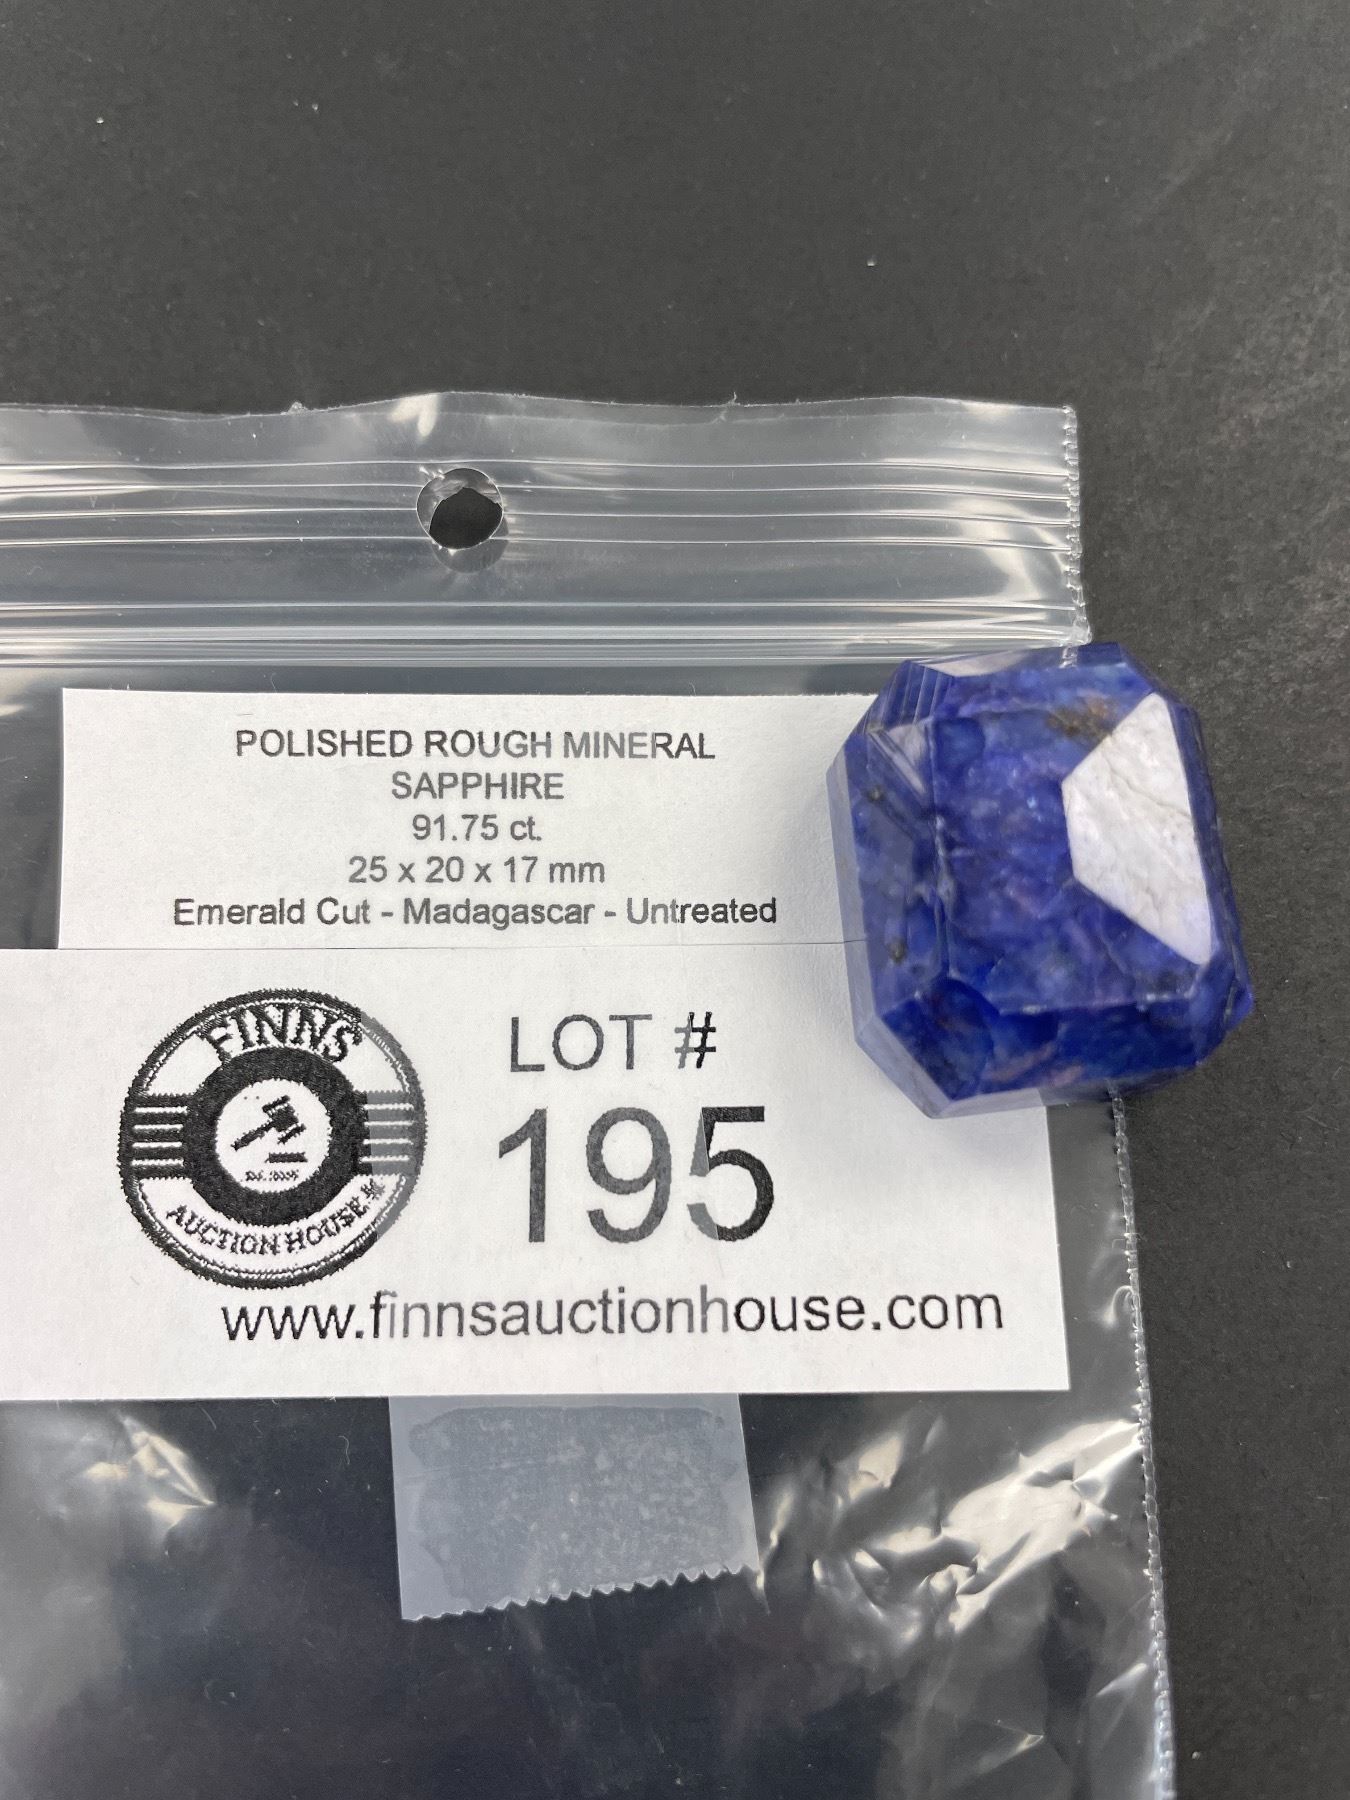 POLISHED ROUGH MINERAL
SAPPHIRE
91.75 ct.
25 x 20 x 17 mm
Emerald Cut - Madagascar - Untreated
FINNS
AUCTION HOUSE
LOT #
195
www.finnsauctionhouse.com